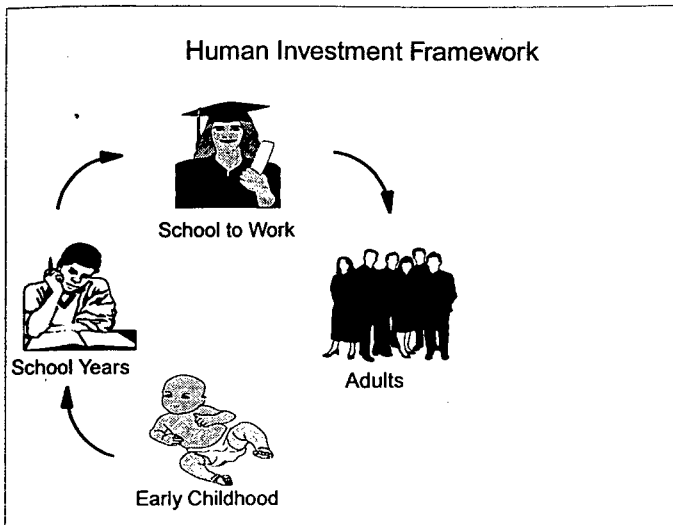 Human Investment Framework
School to Work
School Years
Adults
Early Childhood